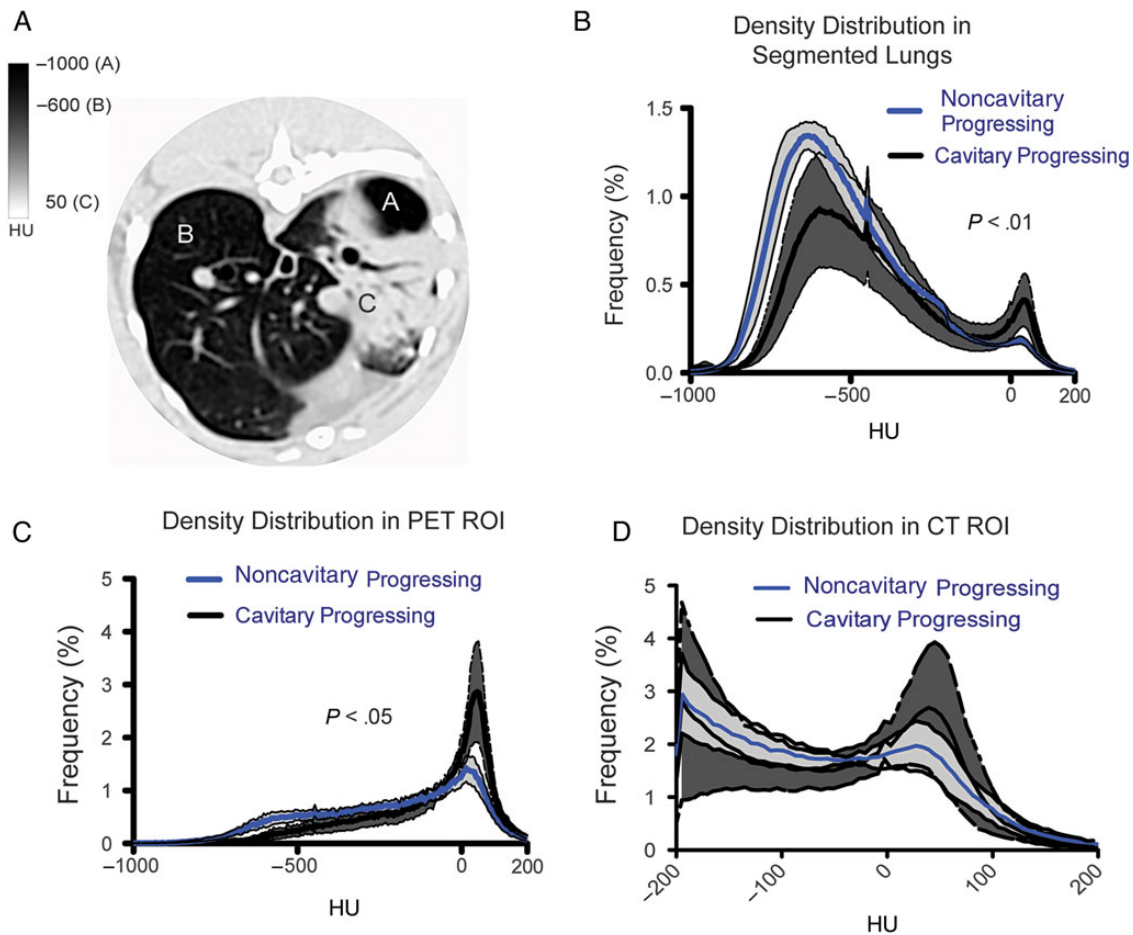 A
–1000 (A)
–600 (B)
50 (C)
HU
A
B
C
B
Density Distribution in
Segmented Lungs
Noncavitary
Progressing
Cavitary Progressing
P < .01
Frequency (%)
1.5
1.0
0.5
0.0
–1000
–500
0
200
HU
C
Density Distribution in PET ROI
Noncavitary Progressing
Cavitary Progressing
P < .05
Frequency (%)
5
4
3
2
1
0
–1000
–500
0
200
HU
D
Density Distribution in CT ROI
Noncavitary Progressing
Cavitary Progressing
Frequency (%)
5
4
3
2
1
0
–200
–100
0
100
200
HU